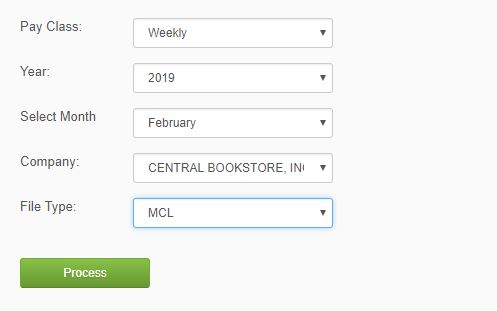 Pay Class: Weekly
Year: 2019
Select Month February
Company: CENTRAL BOOKSTORE, IN
File Type: MCL
Process